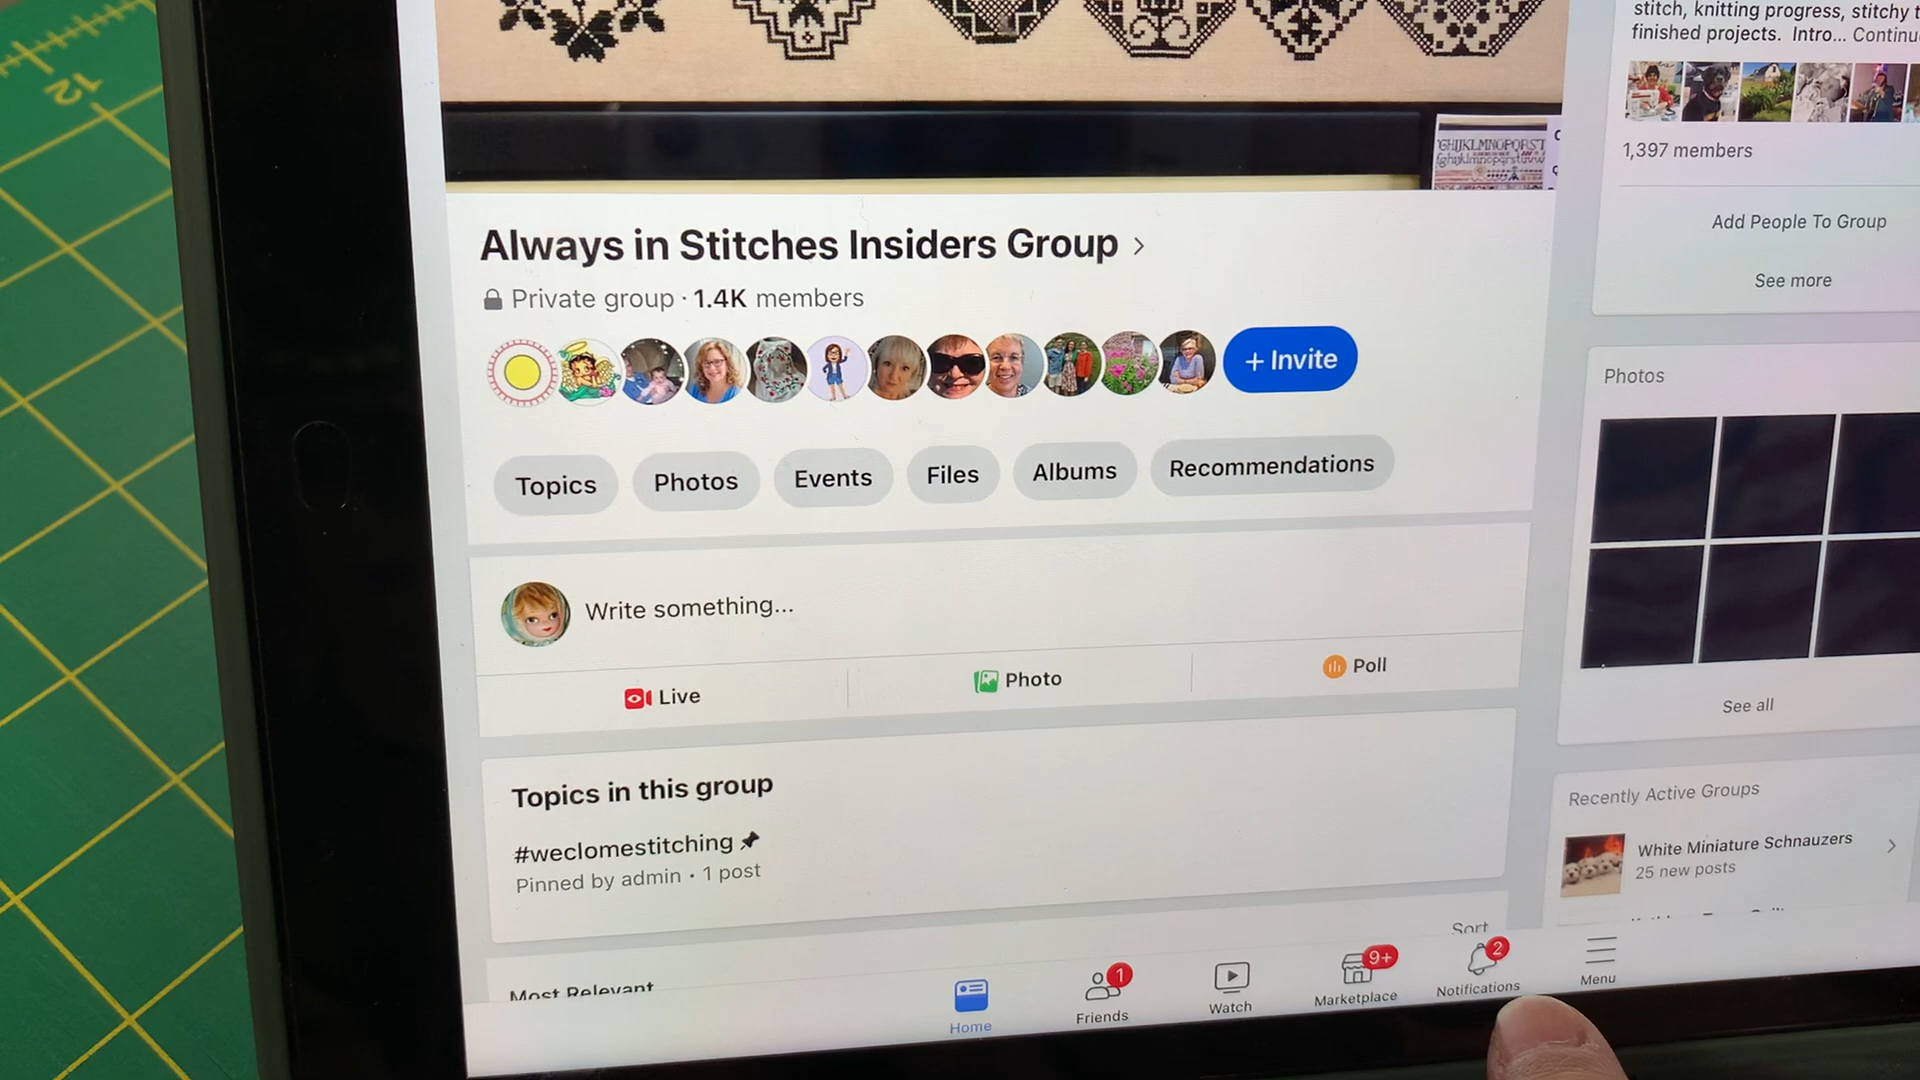 12
stitch, knitting progress, stitchy
finished projects. Intro...
GHIJKLMNOPQRST
1,397 members
Add People To Group
See more
Always in Stitches Insiders Group
Private group · 1.4K members
+ Invite
Topics
Photos
Events
Files
Albums
Recommendations
Photos
See all
Write something...
Live
Photo
Poll
Topics in this group
#weclomestitching
Pinned by admin • 1 post
Recently Active Groups
White Miniature Schnauzers
25 new posts
Sort
Most Relevant
Home
1
Friends
Watch
9+
Marketplace
2
Notifications
Menu